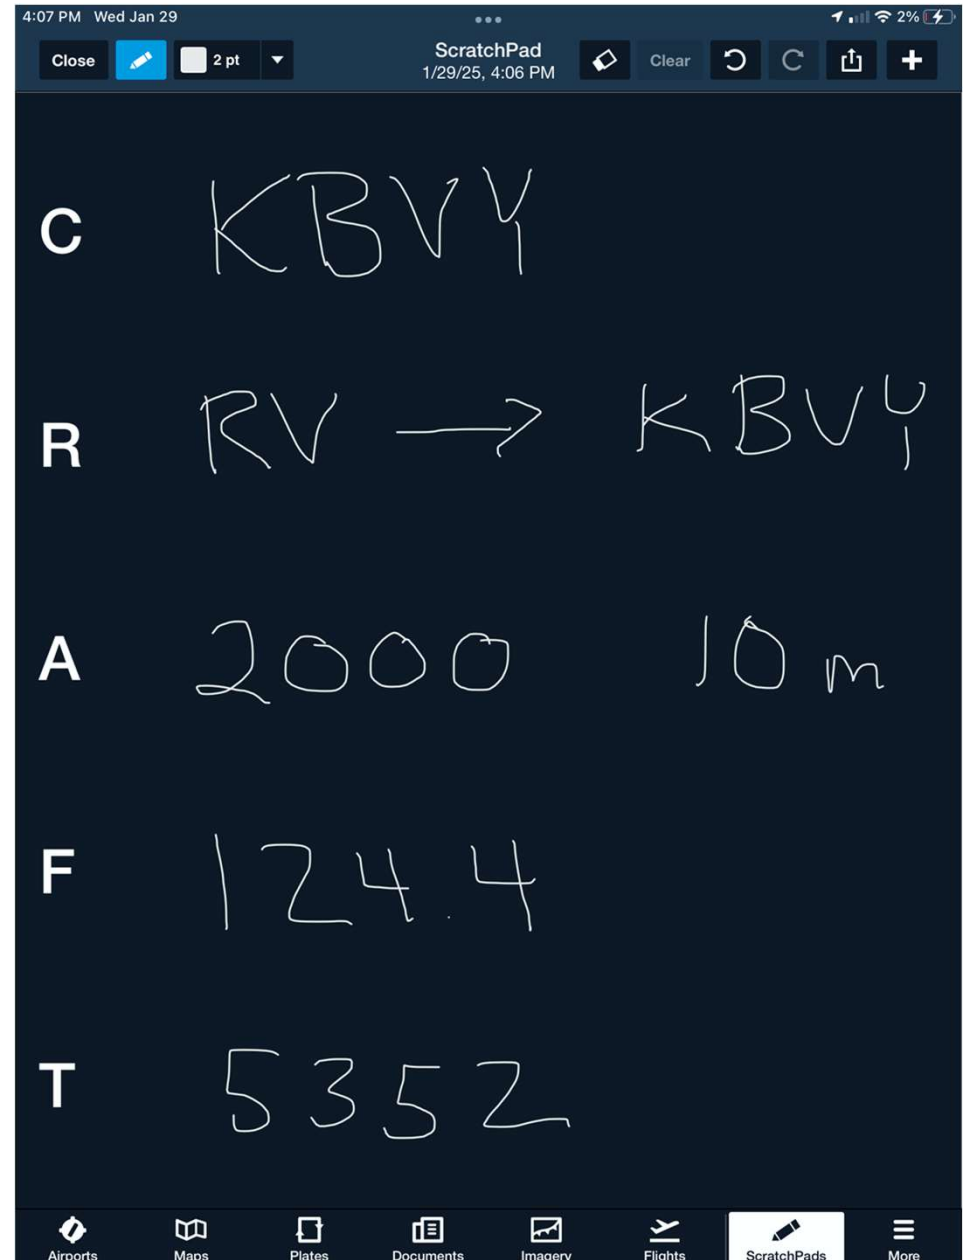 4:07 PM Wed Jan 29 2%
Close 2 pt ScratchPad Clear
1/29/25, 4:06 PM
C KBVY
R RV → KBVY
A 2000 10 m
F 124.4
T 5352
Airports Maps Plates Documents Imagery Flights ScratchPads More